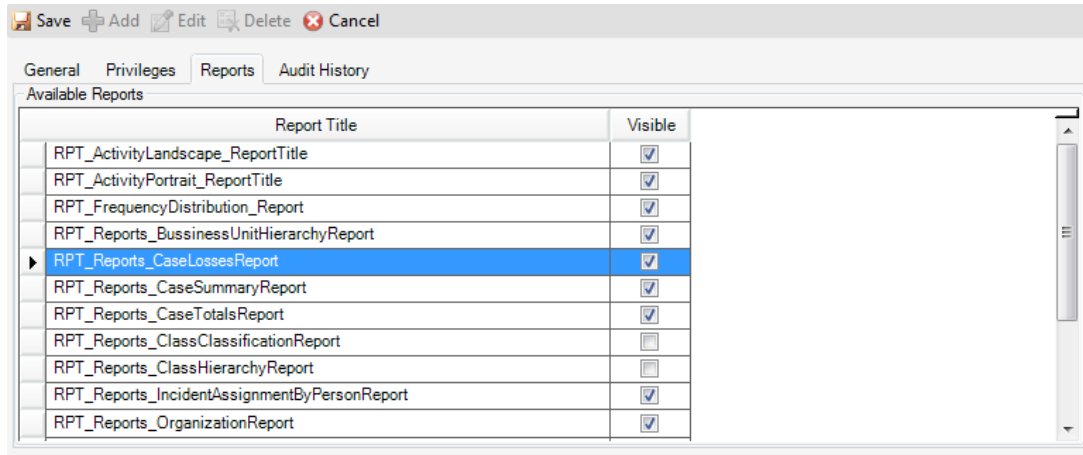 Save Add Edit Delete Cancel
General Privileges Reports Audit History
Available Reports
Report Title Visible
RPT_ActivityLandscape_ReportTitle
RPT_ActivityPortrait_ReportTitle
RPT_FrequencyDistribution_Report
RPT_Reports_BussinessUnitHierarchyReport
RPT_Reports_CaseLossesReport
RPT_Reports_CaseSummaryReport
RPT_Reports_CaseTotalsReport
RPT_Reports_ClassClassificationReport
RPT_Reports_ClassHierarchyReport
RPT_Reports_IncidentAssignmentByPersonReport
RPT_Reports_OrganizationReport